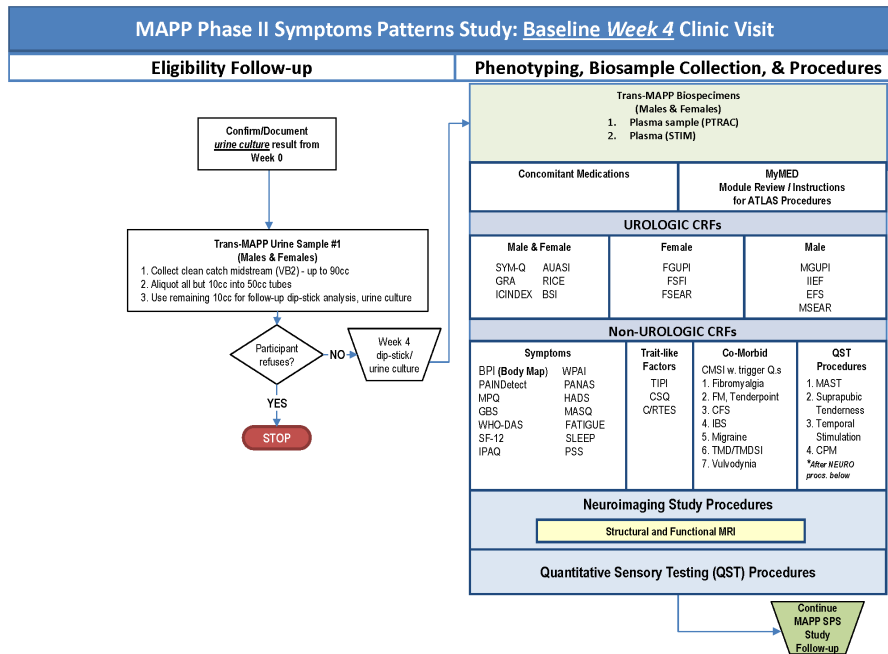 MAPP Phase II Symptoms Patterns Study: Baseline Week 4 Clinic Visit
Eligibility Follow-up
Phenotyping, Biosample Collection, & Procedures
Confirm/Document
urine culture result from
Week 0
Trans-MAPP Urine Sample #1
(Males & Females)
1. Collect clean catch midstream (VB2) - up to 90cc
2. Aliquot all but 10cc into 50cc tubes
3. Use remaining 10cc for follow-up dip-stick analysis, urine culture
Participant
refuses?
NO
Week 4
dip-stick/
urine culture
YES
STOP
Trans-MAPP Biospecimens
(Males & Females)
1. Plasma sample (PTRAC)
2. Plasma (STIM)
Concomitant Medications
MyMED
Module Review / Instructions
for ATLAS Procedures
UROLOGIC CRFs
Male & Female
SYM-Q AUASI
GRA RICE
ICINDEX BSI
Female
FGUPI
FSFI
FSEAR
Male
MGUPI
IIEF
EFS
MSEAR
Non-UROLOGIC CRFs
Symptoms
BPI (Body Map) WPAI
PAINDetect PANAS
MPQ HADS
GBS MASQ
WHO-DAS FATIGUE
SF-12 SLEEP
IPAQ PSS
Trait-like
Factors
TIPI
CSQ
C/RTES
Co-Morbid
CMSI w. trigger Q.s
1. Fibromyalgia
2. FM, Tenderpoint
3. CFS
4. IBS
5. Migraine
6. TMD/TMDSI
7. Vulvodynia
QST
Procedures
1. MAST
2. Suprapubic
Tenderness
3. Temporal
Stimulation
4. CPM
*After NEURO
procs. below
Neuroimaging Study Procedures
Structural and Functional MRI
Quantitative Sensory Testing (QST) Procedures
Continue
MAPP SPS
Study
Follow-up